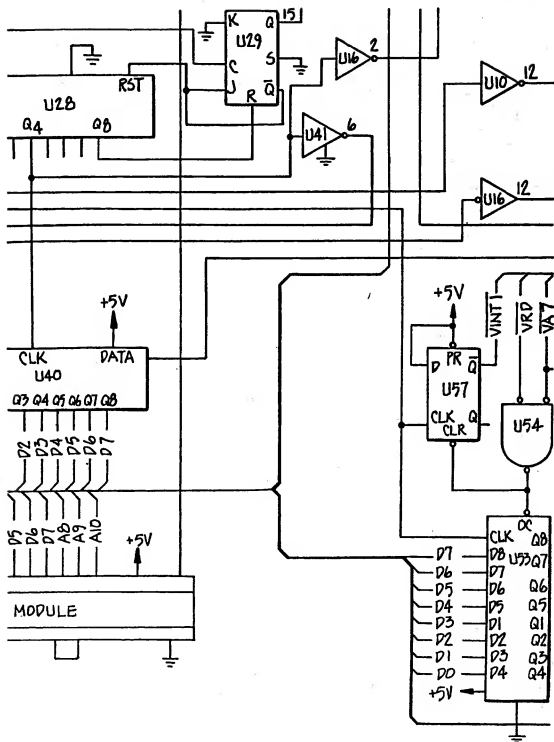 K Q 15
U29
C S
J Q
R
U16 2
U10 12
RST
U28
Q4 Q8
U41 6
U16 12
+5V
VINT1
VRD
VA7
+5V
CLK DATA
U40
Q3 Q4 Q5 Q6 Q7 Q8
D2 D3 D4 D5 D6 D7
PR
D Q
U57
CLK Q
CLR
U54
D5 D6 D7 A8 A9 A10
+5V
MODULE
OC
CLK Q8
D7 D8 U53 Q7
D6 D7 Q6
D5 D6 Q5
D4 D5 Q1
D3 D1 Q2
D2 D2 Q3
D1 D3 Q4
D0 D4
+5V